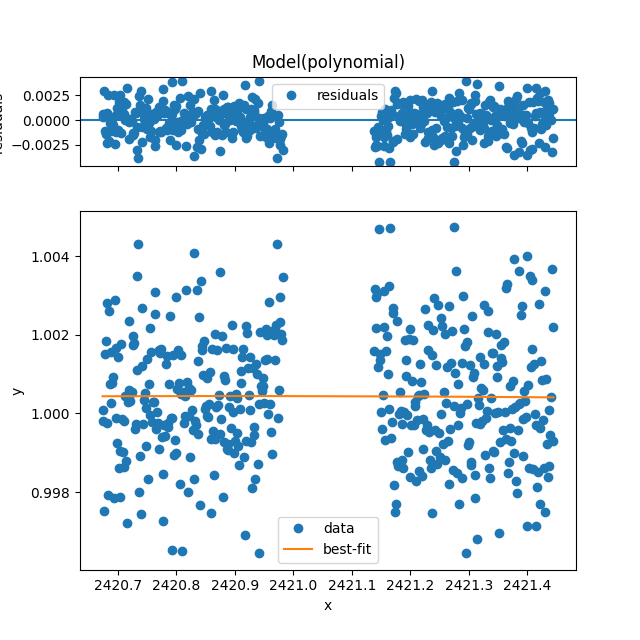 Model(polynomial)
0.0025
0.0000
−0.0025
residuals
1.004
1.002
1.000
0.998
y
data
best-fit
2420.7 2420.8 2420.9 2421.0 2421.1 2421.2 2421.3 2421.4
x